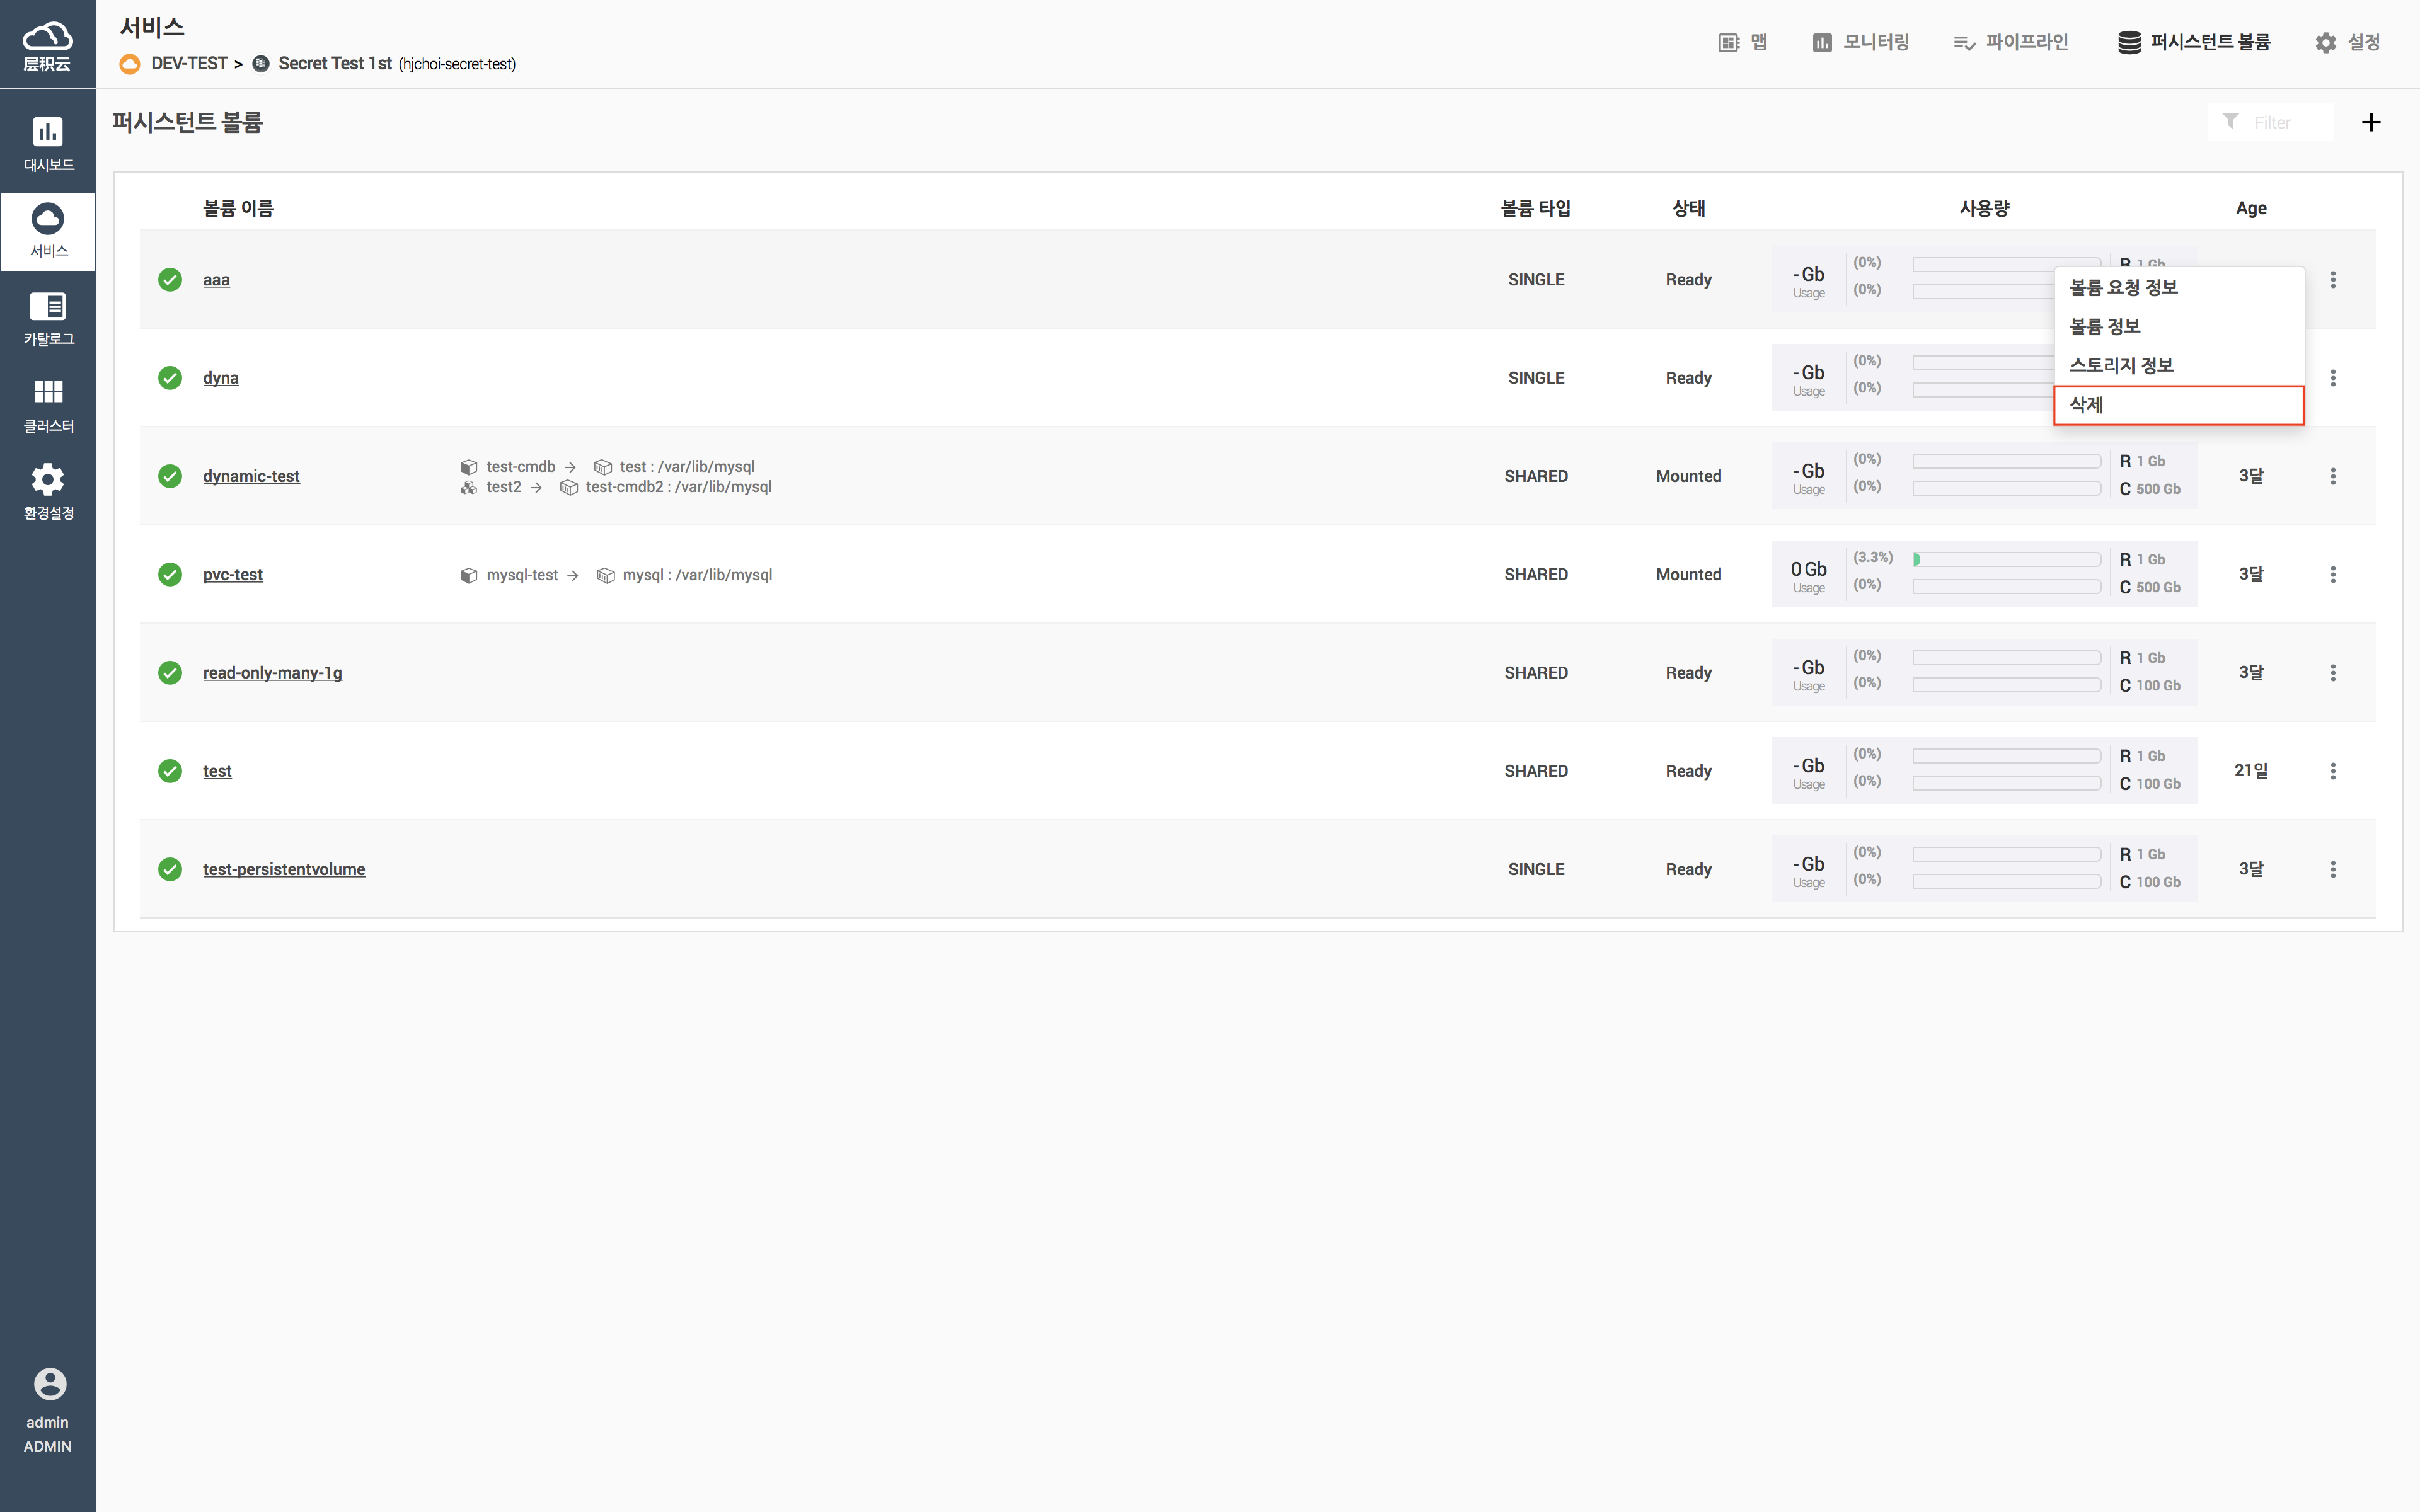 层积云
서비스
DEV-TEST > Secret Test 1st (hjchoi-secret-test)
맵
모니터링
파이프라인
퍼시스턴트 볼륨
설정
대시보드
서비스
카탈로그
클러스터
환경설정
admin
ADMIN
퍼시스턴트 볼륨
Filter
볼륨 이름 볼륨 타입 상태 사용량 Age
aaa SINGLE Ready - Gb Usage (0%) (0%) R 1 Gb
볼륨 요청 정보
볼륨 정보
스토리지 정보
삭제
dyna SINGLE Ready - Gb Usage (0%) (0%)
dynamic-test
test-cmdb → test : /var/lib/mysql
test2 → test-cmdb2 : /var/lib/mysql
SHARED Mounted - Gb Usage (0%) (0%) R 1 Gb C 500 Gb 3달
pvc-test
mysql-test → mysql : /var/lib/mysql
SHARED Mounted 0 Gb Usage (3.3%) (0%) R 1 Gb C 500 Gb 3달
read-only-many-1g SHARED Ready - Gb Usage (0%) (0%) R 1 Gb C 100 Gb 3달
test SHARED Ready - Gb Usage (0%) (0%) R 1 Gb C 100 Gb 21일
test-persistentvolume SINGLE Ready - Gb Usage (0%) (0%) R 1 Gb C 100 Gb 3달